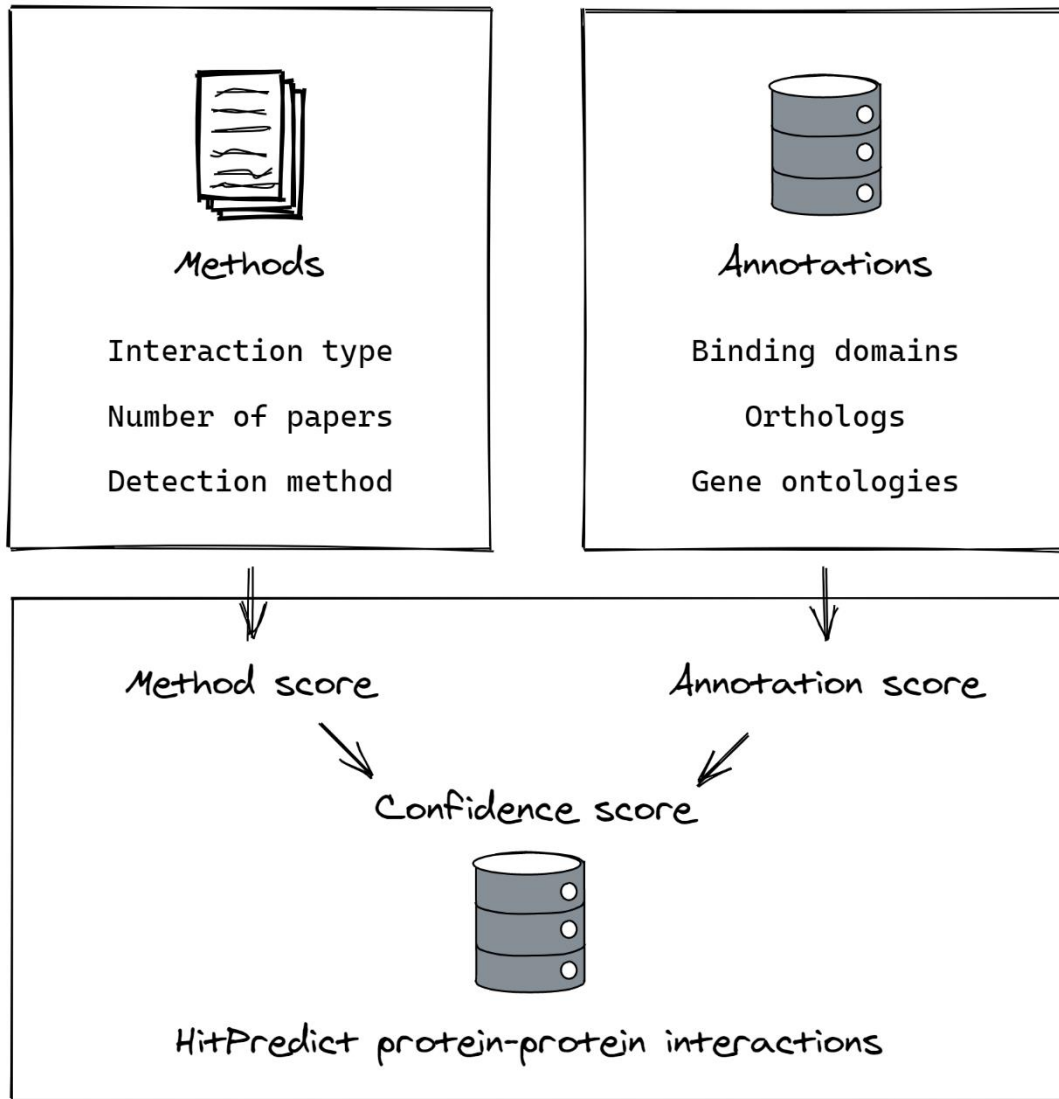 Methods
Interaction type
Number of papers
Detection method
Annotations
Binding domains
Orthologs
Gene ontologies
Method score
Annotation score
Confidence score
HitPredict protein-protein interactions